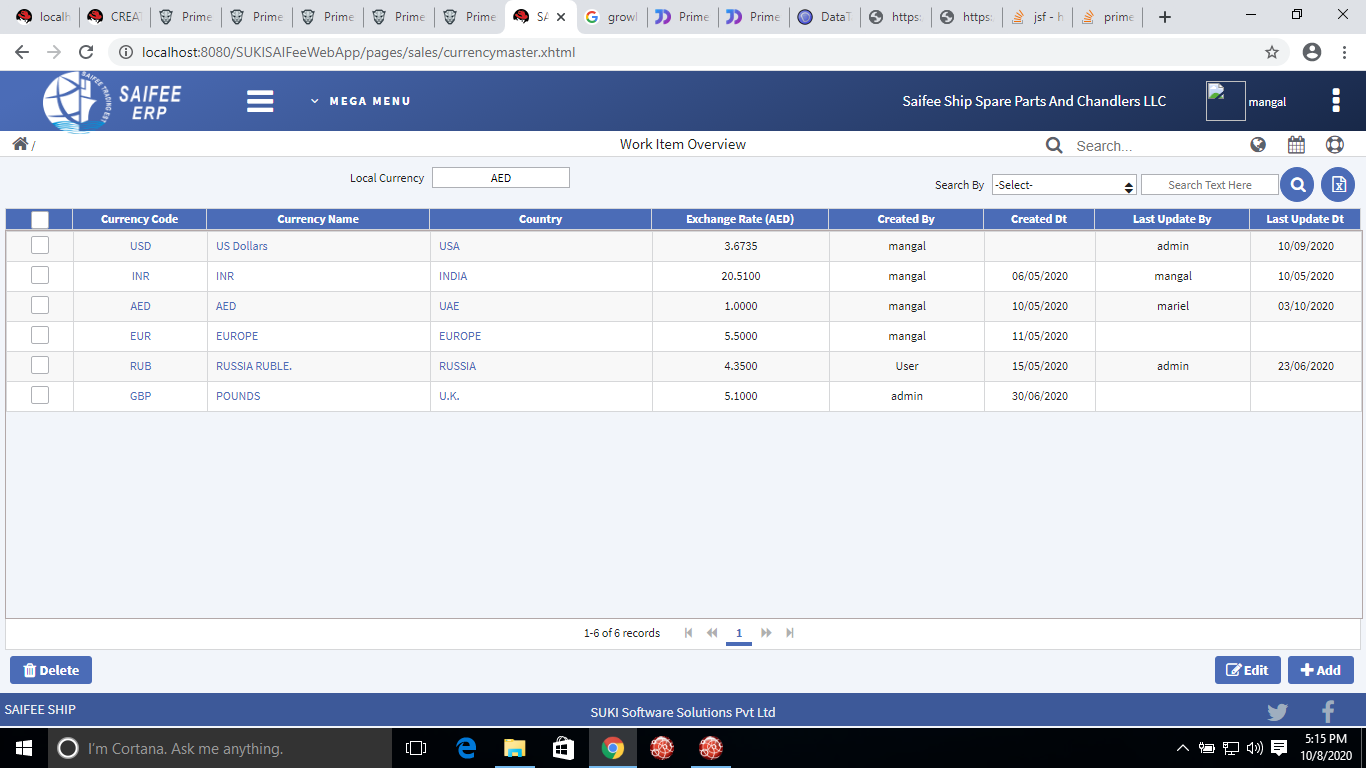 localh CREAT Prime Prime Prime Prime Prime SA growl Prime Prime DataT https: https: jsf - h prime
localhost:8080/SUKISAIFeeWebApp/pages/sales/currencymaster.xhtml
SAIFEE ERP
MEGA MENU
Saifee Ship Spare Parts And Chandlers LLC
mangal
/
Work Item Overview
Search...
Local Currency AED
Search By -Select- Search Text Here
Currency Code Currency Name Country Exchange Rate (AED) Created By Created Dt Last Update By Last Update Dt
USD US Dollars USA 3.6735 mangal admin 10/09/2020
INR INR INDIA 20.5100 mangal 06/05/2020 mangal 10/05/2020
AED AED UAE 1.0000 mangal 10/05/2020 mariel 03/10/2020
EUR EUROPE EUROPE 5.5000 mangal 11/05/2020
RUB RUSSIA RUBLE. RUSSIA 4.3500 User 15/05/2020 admin 23/06/2020
GBP POUNDS U.K. 5.1000 admin 30/06/2020
1-6 of 6 records 1
Delete Edit Add
SAIFEE SHIP
SUKI Software Solutions Pvt Ltd
I'm Cortana. Ask me anything.
5:15 PM
10/8/2020